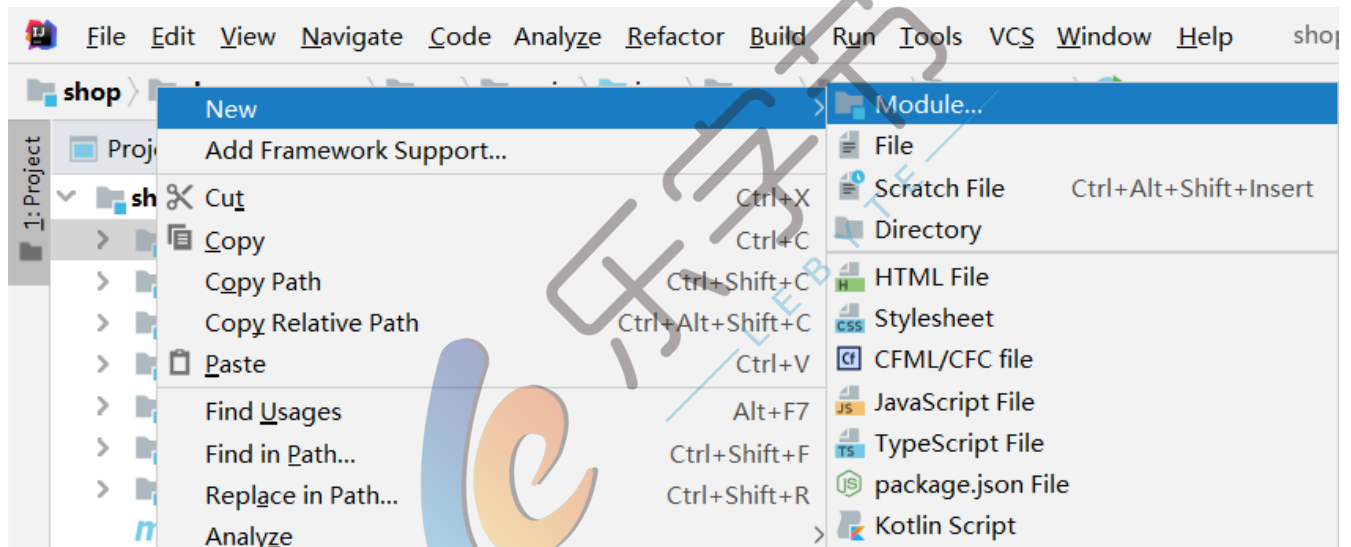 File Edit View Navigate Code Analyze Refactor Build Run Tools VCS Window Help shop
shop
New Module...
1: Project
Add Framework Support... File
Cut Ctrl+X Scratch File Ctrl+Alt+Shift+Insert
Copy Ctrl+C Directory
Copy Path Ctrl+Shift+C HTML File
Copy Relative Path Ctrl+Alt+Shift+C Stylesheet
Paste Ctrl+V CFML/CFC file
Find Usages Alt+F7 JavaScript File
Find in Path... Ctrl+Shift+F TypeScript File
Replace in Path... Ctrl+Shift+R package.json File
Analyze Kotlin Script
乐字节
LEBYTE